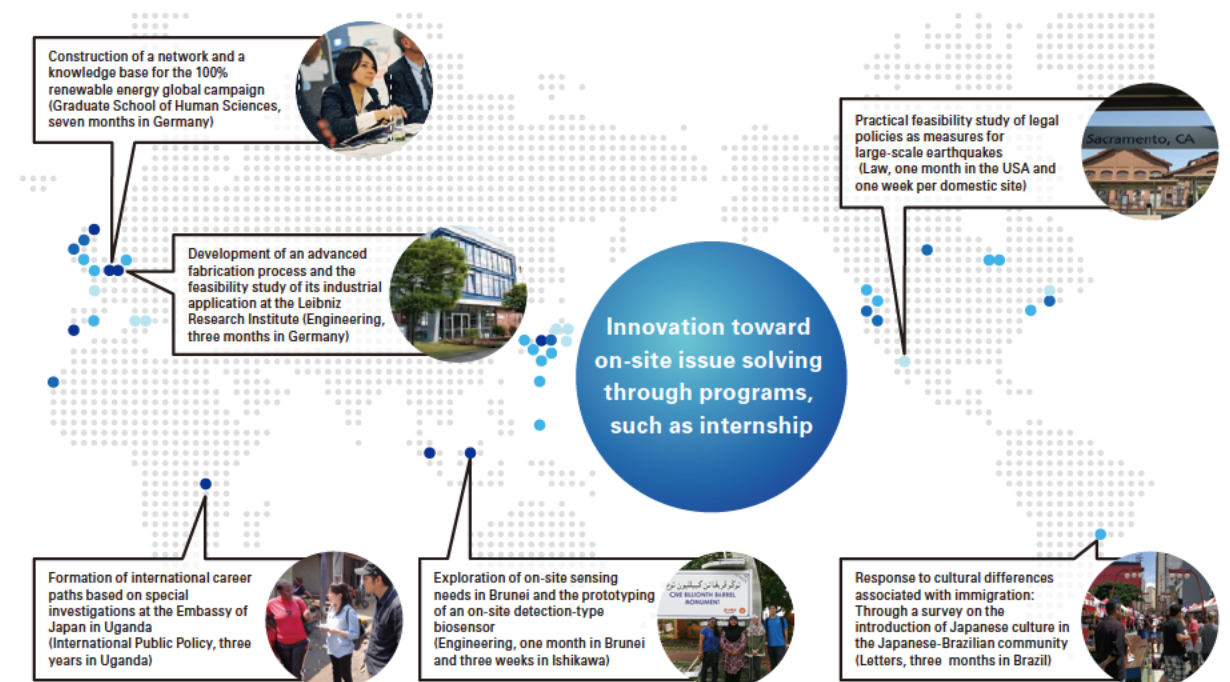 Construction of a network and a
knowledge base for the 100%
renewable energy global campaign
(Graduate School of Human Sciences,
seven months in Germany)
Practical feasibility study of legal
policies as measures for
large-scale earthquakes
(Law, one month in the USA and
one week per domestic site)
Sacramento, CA
Development of an advanced
fabrication process and the
feasibility study of its industrial
application at the Leibniz
Research Institute (Engineering,
three months in Germany)
Innovation toward
on-site issue solving
through programs,
such as internship
Formation of international career
paths based on special
investigations at the Embassy of
Japan in Uganda
(International Public Policy, three
years in Uganda)
Exploration of on-site sensing
needs in Brunei and the prototyping
of an on-site detection-type
biosensor
(Engineering, one month in Brunei
and three weeks in Ishikawa)
ONE BILLIONTH BARREL
MONUMENT
Response to cultural differences
associated with immigration:
Through a survey on the
introduction of Japanese culture in
the Japanese-Brazilian community
(Letters, three months in Brazil)